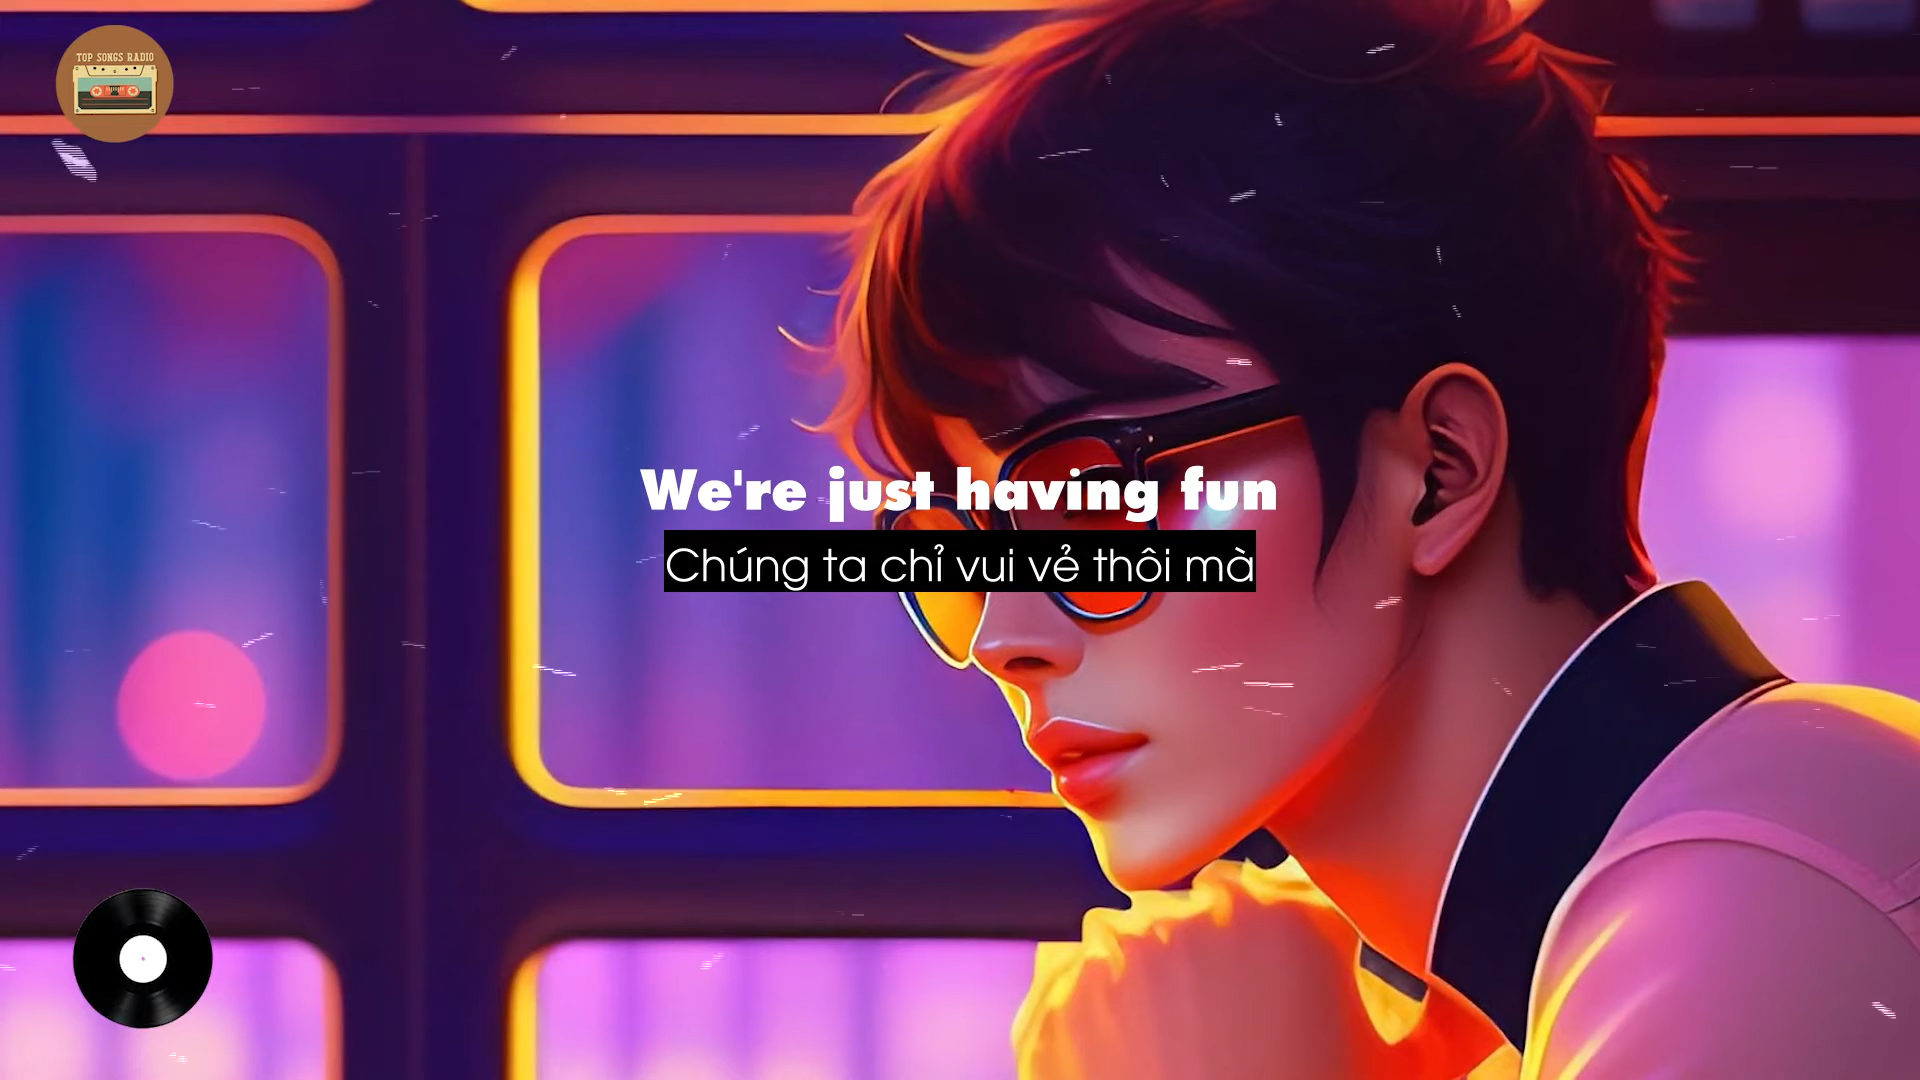 TOP SONGS RADIO
We're just having fun
Chúng ta chỉ vui vẻ thôi mà